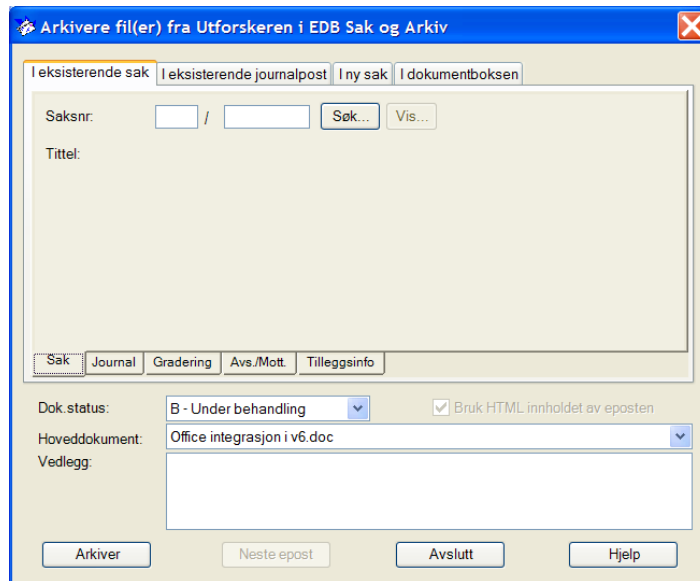 Arkivere fil(er) fra Utforskeren i EDB Sak og Arkiv
I eksisterende sak I eksisterende journalpost I ny sak I dokumentboksen
Saksnr: / Søk... Vis...
Tittel:
Sak Journal Gradering Avs./Mott. Tilleggsinfo
Dok.status: B - Under behandling Bruk HTML innholdet av eposten
Hoveddokument: Office integrasjon i v6.doc
Vedlegg:
Arkiver Neste epost Avslutt Hjelp